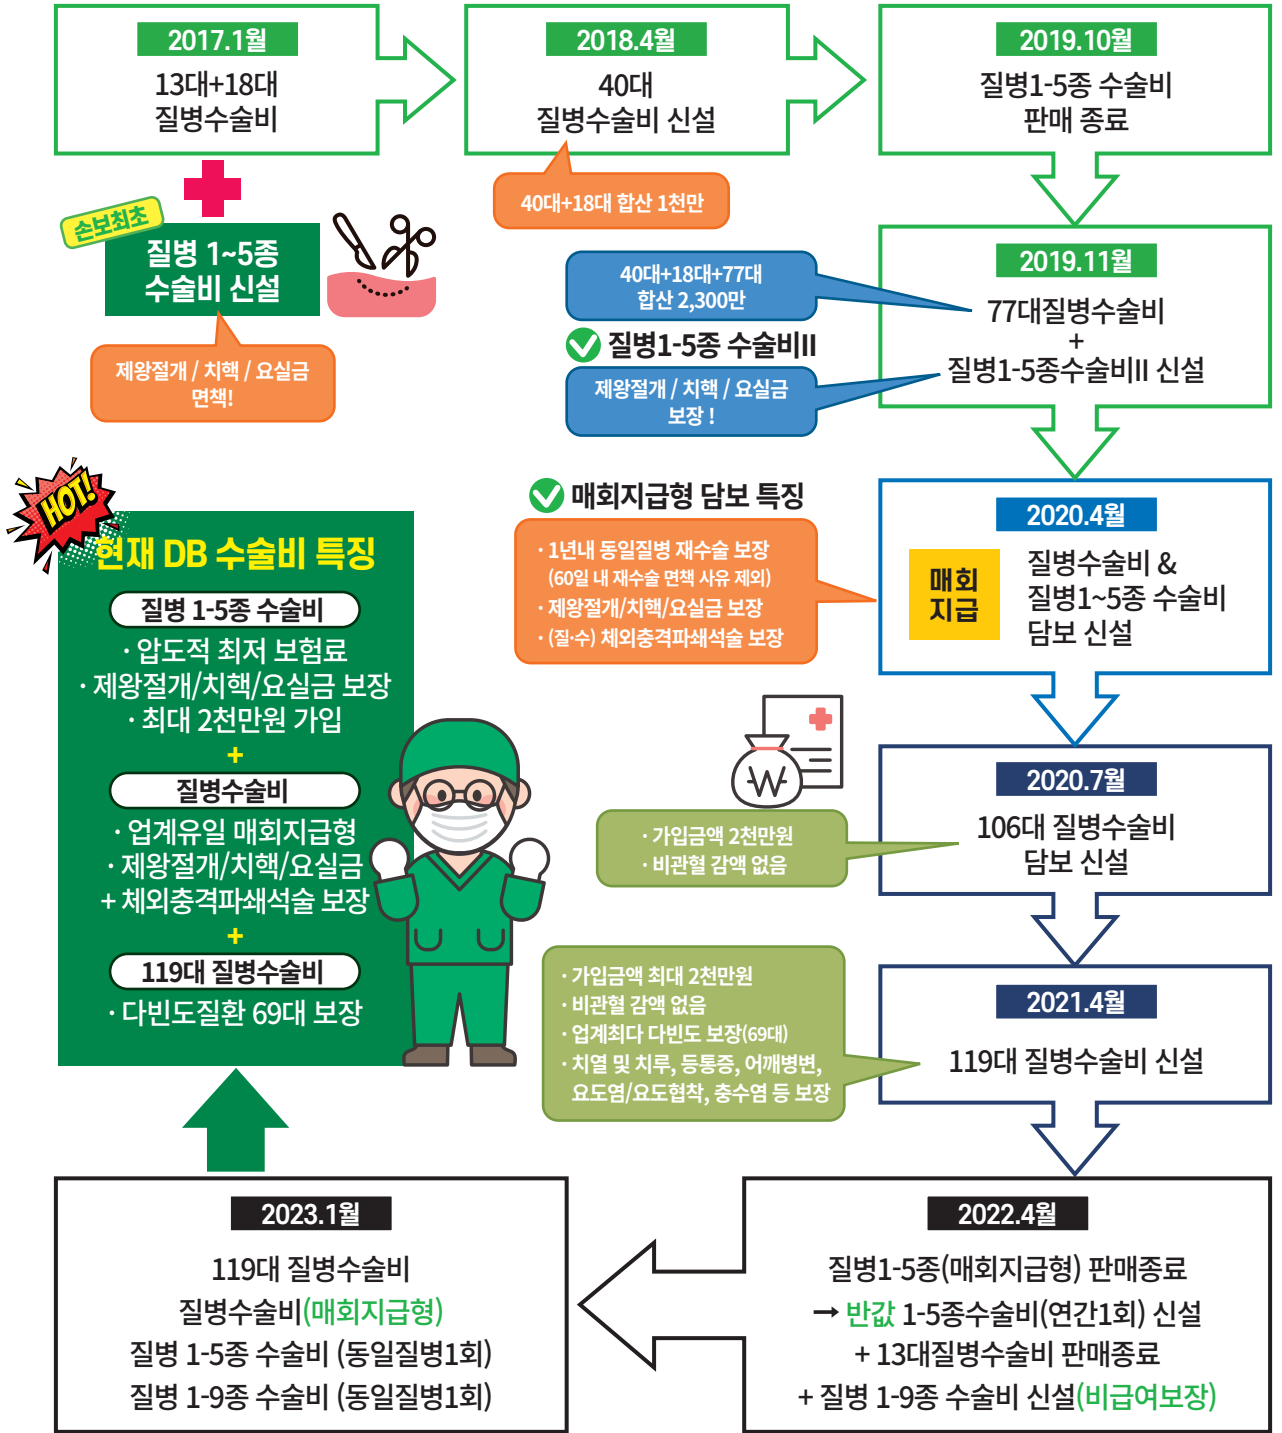 2017.1월
13대+18대
질병수술비
손보최초
질병 1~5종
수술비 신설
제왕절개 / 치핵 / 요실금
면책!
2018.4월
40대
질병수술비 신설
40대+18대 합산 1천만
2019.10월
질병1-5종 수술비
판매 종료
2019.11월
77대질병수술비
+
질병1-5종수술비II 신설
40대+18대+77대
합산 2,300만
질병1-5종 수술비II
제왕절개 / 치핵 / 요실금
보장 !
2020.4월
매회
지급
질병수술비 &
질병1~5종 수술비
담보 신설
매회지급형 담보 특징
· 1년내 동일질병 재수술 보장
(60일 내 재수술 면책 사유 제외)
· 제왕절개/치핵/요실금 보장
· (질·수) 체외충격파쇄석술 보장
2020.7월
106대 질병수술비
담보 신설
· 가입금액 2천만원
· 비관혈 감액 없음
2021.4월
119대 질병수술비 신설
· 가입금액 최대 2천만원
· 비관혈 감액 없음
· 업계최다 다빈도 보장(69대)
· 치열 및 치루, 등통증, 어깨병변,
요도염/요도협착, 충수염 등 보장
2022.4월
질병1-5종(매회지급형) 판매종료
→ 반값 1-5종수술비(연간1회) 신설
+ 13대질병수술비 판매종료
+ 질병 1-9종 수술비 신설(비급여보장)
2023.1월
119대 질병수술비
질병수술비(매회지급형)
질병 1-5종 수술비 (동일질병1회)
질병 1-9종 수술비 (동일질병1회)
HOT!
현재 DB 수술비 특징
질병 1-5종 수술비
· 압도적 최저 보험료
· 제왕절개/치핵/요실금 보장
· 최대 2천만원 가입
+
질병수술비
· 업계유일 매회지급형
· 제왕절개/치핵/요실금
+ 체외충격파쇄석술 보장
+
119대 질병수술비
· 다빈도질환 69대 보장